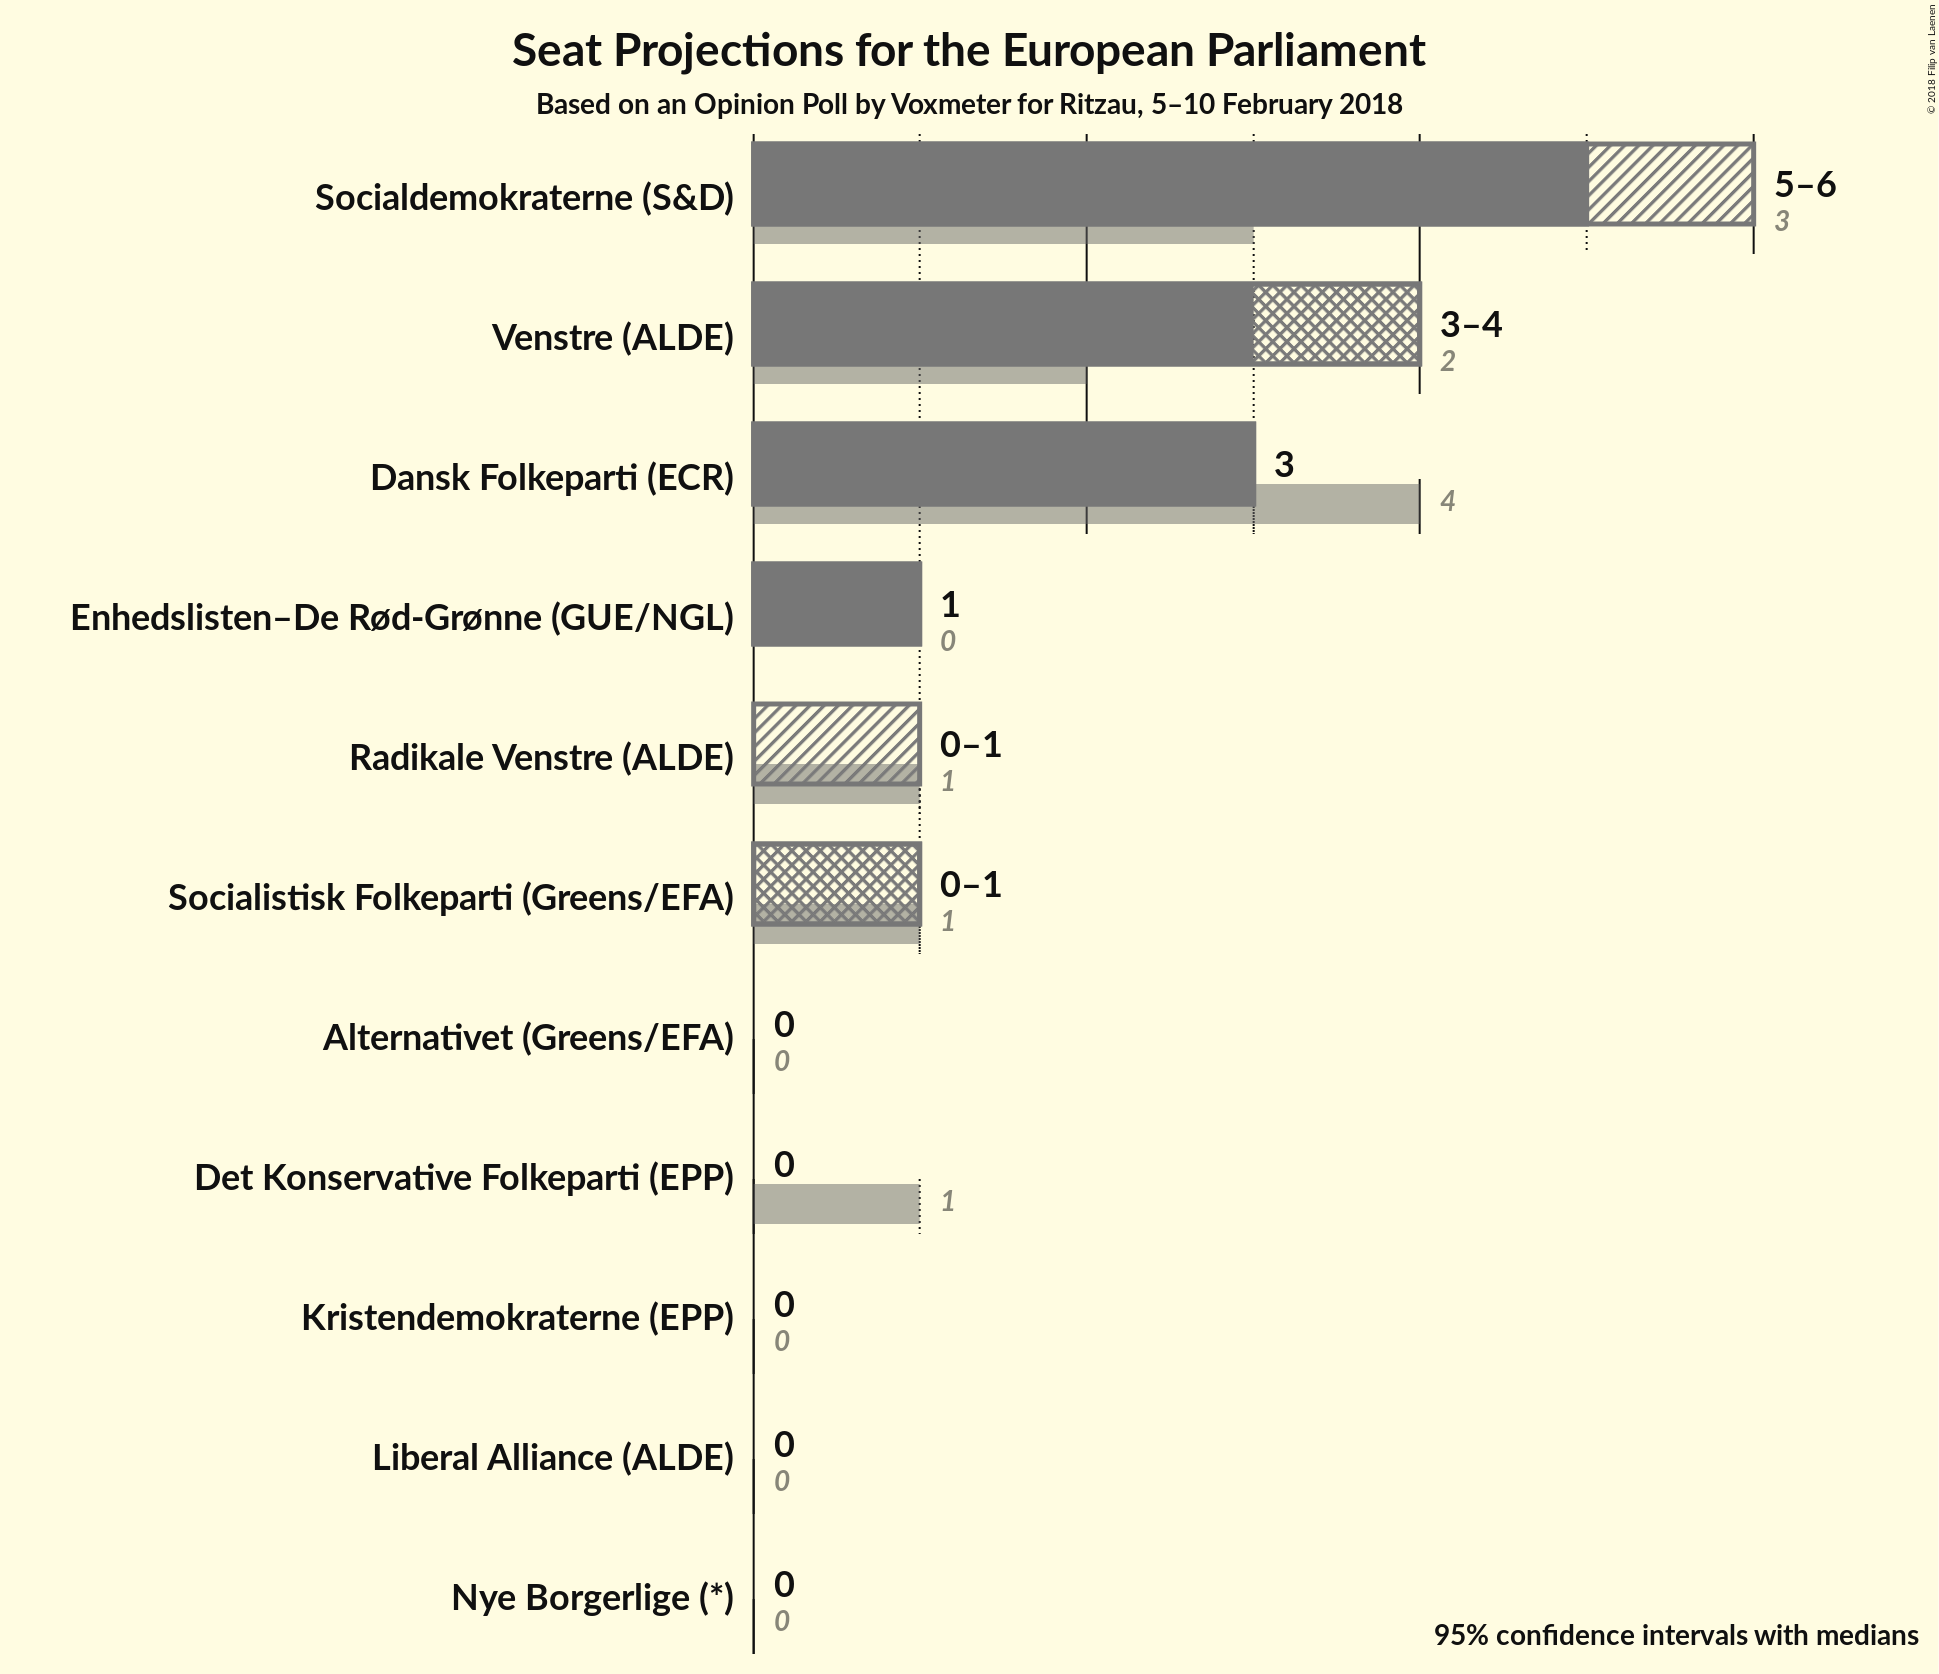 Seat Projections for the European Parliament
Based on an Opinion Poll by Voxmeter for Ritzau, 5–10 February 2018
© 2018 Filip van Laenen
Socialdemokraterne (S&D)
5–6
3
Venstre (ALDE)
3–4
2
Dansk Folkeparti (ECR)
3
4
Enhedslisten–De Rød-Grønne (GUE/NGL)
1
0
Radikale Venstre (ALDE)
0–1
1
Socialistisk Folkeparti (Greens/EFA)
0–1
1
Alternativet (Greens/EFA)
0
0
Det Konservative Folkeparti (EPP)
0
1
Kristendemokraterne (EPP)
0
0
Liberal Alliance (ALDE)
0
0
Nye Borgerlige (*)
0
0
95% confidence intervals with medians